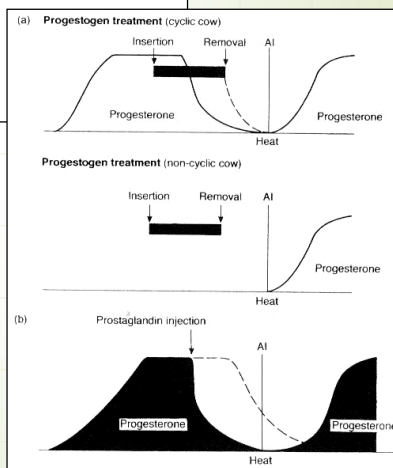 (a) Progestogen treatment (cyclic cow)
Insertion Removal AI
Progesterone Progesterone
Heat
Progestogen treatment (non-cyclic cow)
Insertion Removal AI
Progesterone
Heat
(b) Prostaglandin injection
AI
Progesterone Progesteron
Heat